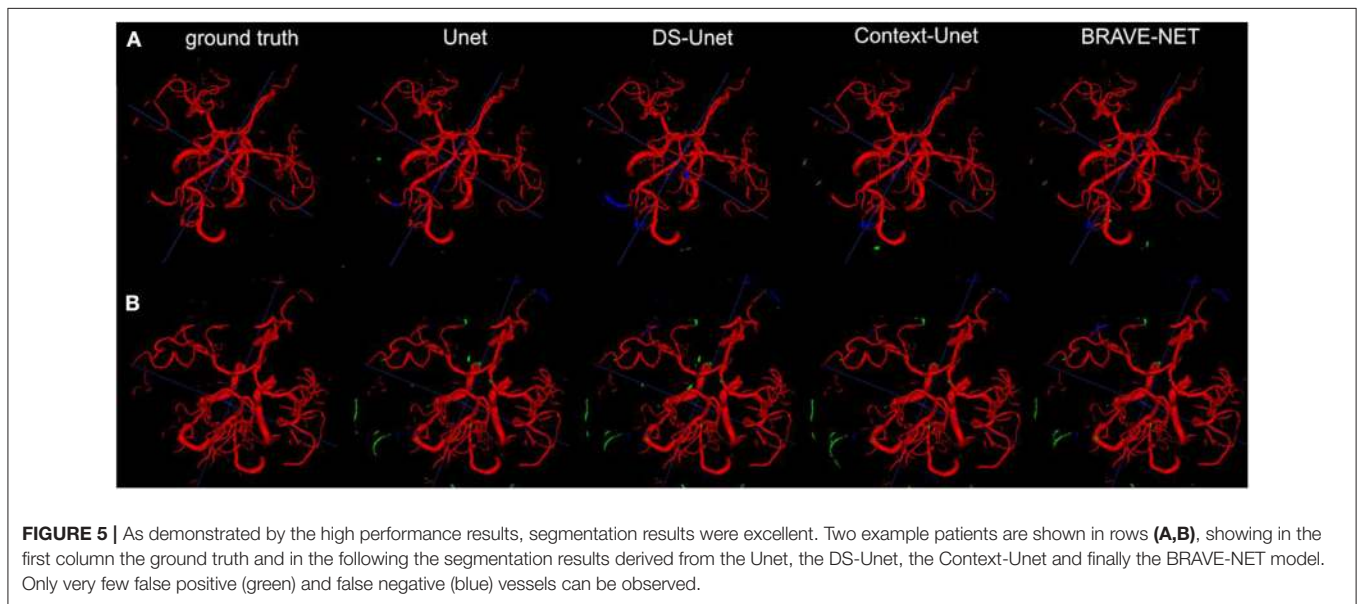 A ground truth Unet DS-Unet Context-Unet BRAVE-NET
B
FIGURE 5 | As demonstrated by the high performance results, segmentation results were excellent. Two example patients are shown in rows (A,B), showing in the
first column the ground truth and in the following the segmentation results derived from the Unet, the DS-Unet, the Context-Unet and finally the BRAVE-NET model.
Only very few false positive (green) and false negative (blue) vessels can be observed.